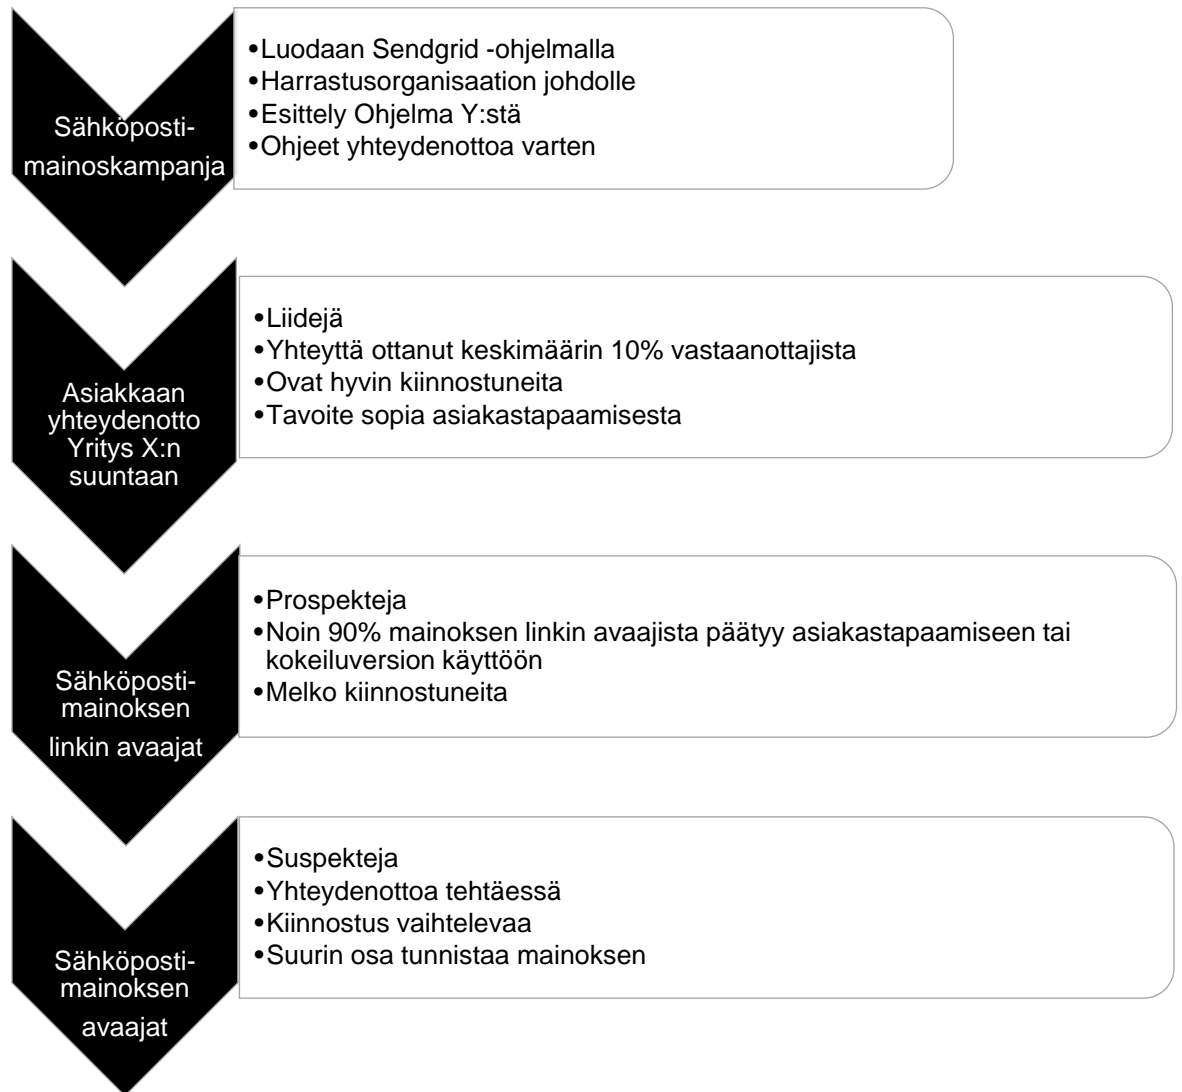 Sähköposti-
mainoskampanja
•Luodaan Sendgrid -ohjelmalla
•Harrastusorganisaation johdolle
•Esittely Ohjelma Y:stä
•Ohjeet yhteydenottoa varten
Asiakkaan
yhteydenotto
Yritys X:n
suuntaan
•Liidejä
•Yhteyttä ottanut keskimäärin 10% vastaanottajista
•Ovat hyvin kiinnostuneita
•Tavoite sopia asiakastapaamisesta
Sähköposti-
mainoksen
linkin avaajat
•Prospekteja
•Noin 90% mainoksen linkin avaajista päätyy asiakastapaamiseen tai
kokeiluversion käyttöön
•Melko kiinnostuneita
Sähköposti-
mainoksen
avaajat
•Suspekteja
•Yhteydenottoa tehtäessä
•Kiinnostus vaihtelevaa
•Suurin osa tunnistaa mainoksen